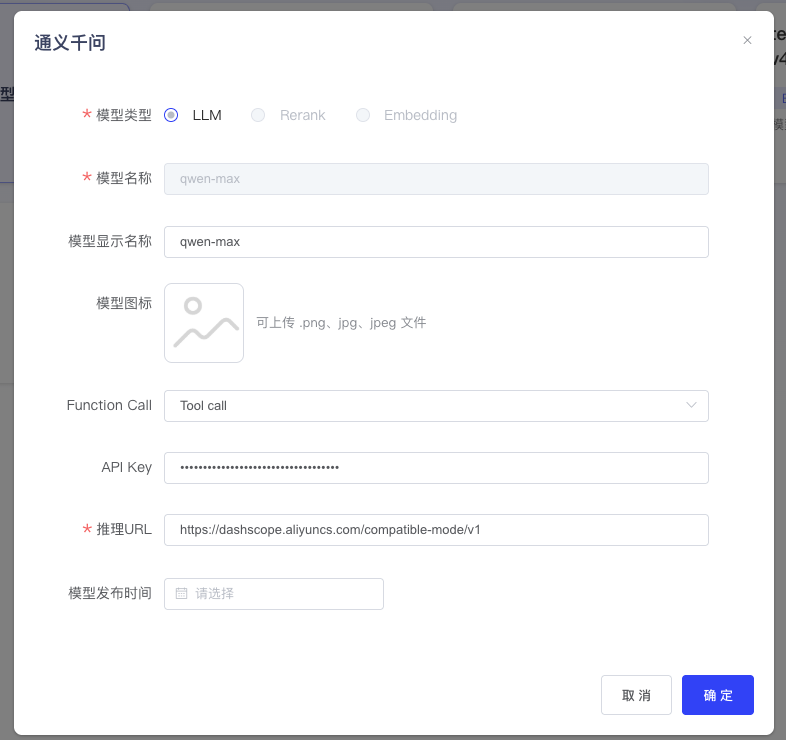 通义千问
* 模型类型 LLM Rerank Embedding
* 模型名称 qwen-max
模型显示名称 qwen-max
模型图标 可上传 .png、jpg、jpeg 文件
Function Call Tool call
API Key ••••••••••••••••••••••••••••••••••
* 推理URL https://dashscope.aliyuncs.com/compatible-mode/v1
模型发布时间 请选择
取 消 确 定